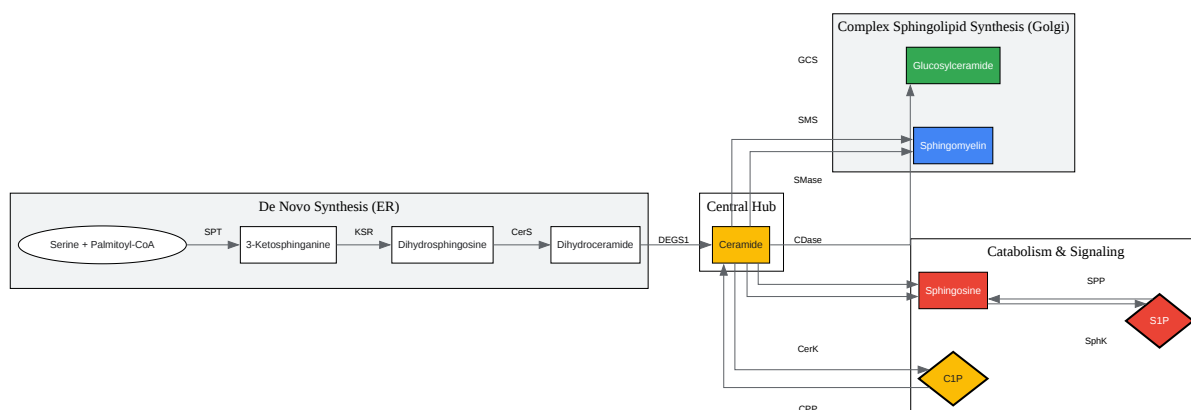 Complex Sphingolipid Synthesis (Golgi)
GCS
Glucosylceramide
SMS
Sphingomyelin
SMase
De Novo Synthesis (ER)
Central Hub
Serine + Palmitoyl-CoA
SPT
3-Ketosphinganine
KSR
Dihydrosphingosine
CerS
Dihydroceramide
DEGS1
Ceramide
CDase
Catabolism & Signaling
Sphingosine
SPP
S1P
SphK
CerK
C1P
CPP